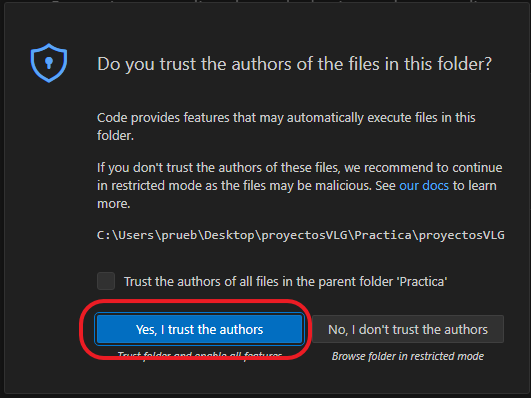 Do you trust the authors of the files in this folder?
Code provides features that may automatically execute files in this
folder.
If you don't trust the authors of these files, we recommend to continue
in restricted mode as the files may be malicious. See our docs to learn
more.
C:\Users\prueb\Desktop\proyectosVLG\Practica\proyectosVLG
Trust the authors of all files in the parent folder 'Practica'
Yes, I trust the authors
No, I don't trust the authors
Trust folder and enable all features
Browse folder in restricted mode